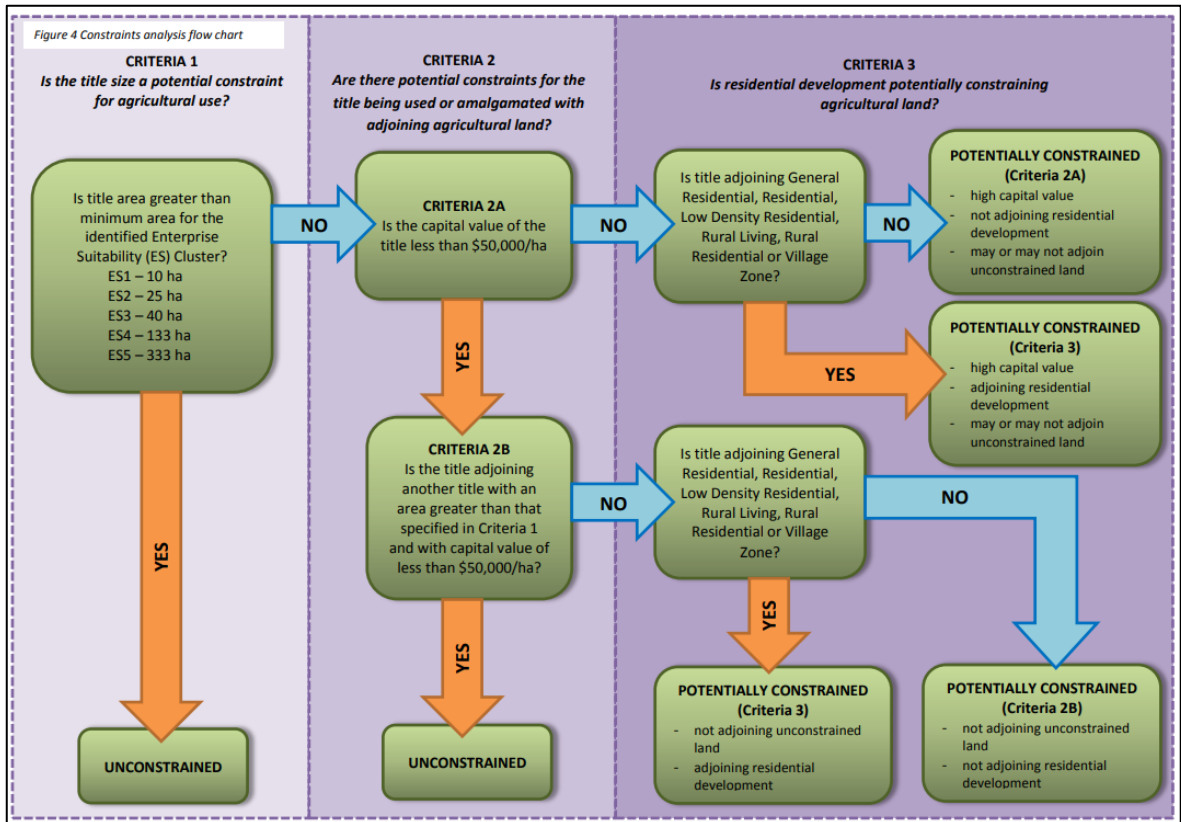 Figure 4 Constraints analysis flow chart
CRITERIA 1
Is the title size a potential constraint
for agricultural use?
CRITERIA 2
Are there potential constraints for the
title being used or amalgamated with
adjoining agricultural land?
CRITERIA 3
Is residential development potentially constraining
agricultural land?
Is title area greater than
minimum area for the
identified Enterprise
Suitability (ES) Cluster?
ES1 – 10 ha
ES2 – 25 ha
ES3 – 40 ha
ES4 – 133 ha
ES5 – 333 ha
NO
CRITERIA 2A
Is the capital value of the
title less than $50,000/ha
NO
Is title adjoining General
Residential, Residential,
Low Density Residential,
Rural Living, Rural
Residential or Village
Zone?
NO
POTENTIALLY CONSTRAINED
(Criteria 2A)
- high capital value
- not adjoining residential
development
- may or may not adjoin
unconstrained land
YES
YES
POTENTIALLY CONSTRAINED
(Criteria 3)
- high capital value
- adjoining residential
development
- may or may not adjoin
unconstrained land
YES
CRITERIA 2B
Is the title adjoining
another title with an
area greater than that
specified in Criteria 1
and with capital value of
less than $50,000/ha?
NO
Is title adjoining General
Residential, Residential,
Low Density Residential,
Rural Living, Rural
Residential or Village
Zone?
NO
YES
YES
UNCONSTRAINED
UNCONSTRAINED
POTENTIALLY CONSTRAINED
(Criteria 3)
- not adjoining unconstrained
land
- adjoining residential
development
POTENTIALLY CONSTRAINED
(Criteria 2B)
- not adjoining unconstrained
land
- not adjoining residential
development